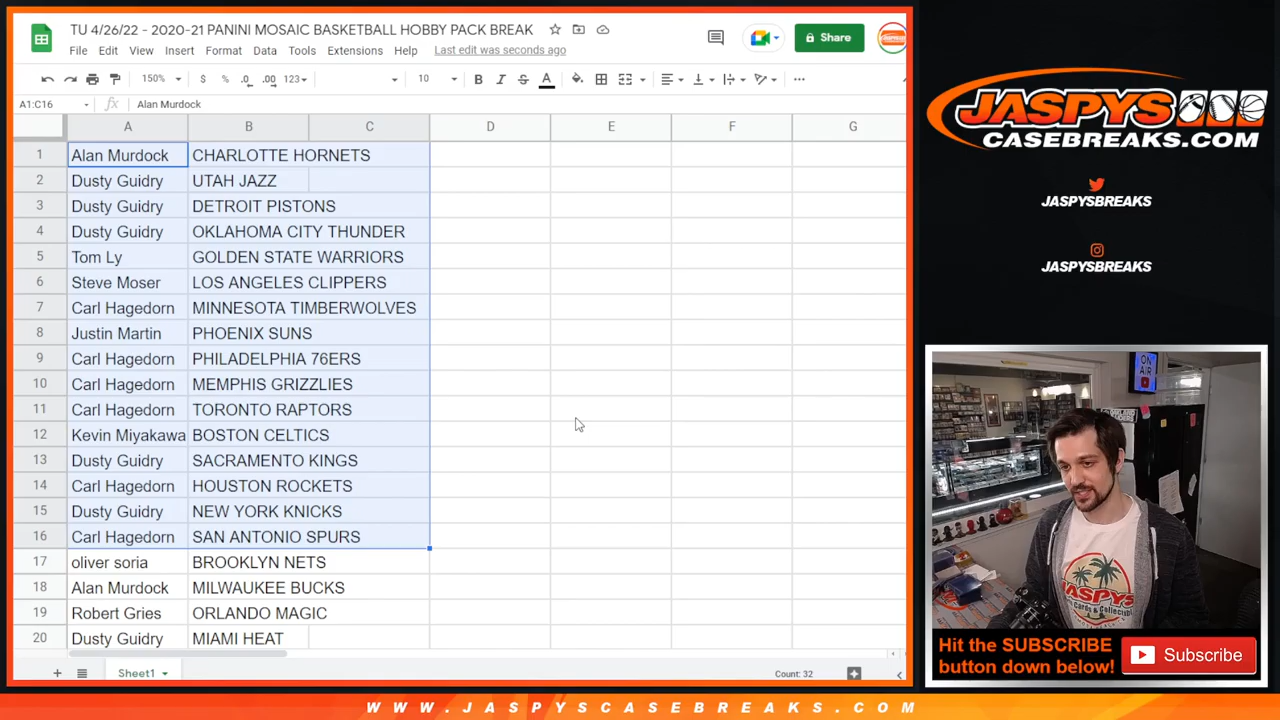 TU 4/26/22 - 2020-21 PANINI MOSAIC BASKETBALL HOBBY PACK BREAK
File Edit View Insert Format Data Tools Extensions Help Last edit was seconds ago
Share
150% $ % .0 .00 123 10 B I S A
A1:C16 fx Alan Murdock
A B C D E F G
1 Alan Murdock CHARLOTTE HORNETS
2 Dusty Guidry UTAH JAZZ
3 Dusty Guidry DETROIT PISTONS
4 Dusty Guidry OKLAHOMA CITY THUNDER
5 Tom Ly GOLDEN STATE WARRIORS
6 Steve Moser LOS ANGELES CLIPPERS
7 Carl Hagedorn MINNESOTA TIMBERWOLVES
8 Justin Martin PHOENIX SUNS
9 Carl Hagedorn PHILADELPHIA 76ERS
10 Carl Hagedorn MEMPHIS GRIZZLIES
11 Carl Hagedorn TORONTO RAPTORS
12 Kevin Miyakawa BOSTON CELTICS
13 Dusty Guidry SACRAMENTO KINGS
14 Carl Hagedorn HOUSTON ROCKETS
15 Dusty Guidry NEW YORK KNICKS
16 Carl Hagedorn SAN ANTONIO SPURS
17 oliver soria BROOKLYN NETS
18 Alan Murdock MILWAUKEE BUCKS
19 Robert Gries ORLANDO MAGIC
20 Dusty Guidry MIAMI HEAT
Sheet1
Count: 32
JASPYS
CASEBREAKS.COM
JASPYSBREAKS
JASPYSBREAKS
ON
AIR
JASPYS
Hit the SUBSCRIBE
button down below!
Subscribe
WWW.JASPYSCASEBREAKS.COM